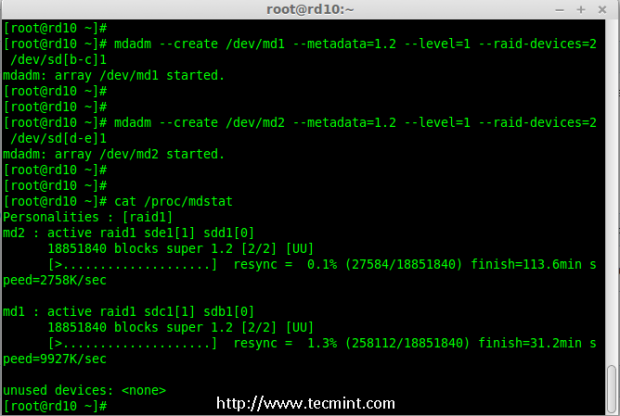 root@rd10:~
[root@rd10 ~]#
[root@rd10 ~]# mdadm --create /dev/md1 --metadata=1.2 --level=1 --raid-devices=2
/dev/sd[b-c]1
mdadm: array /dev/md1 started.
[root@rd10 ~]#
[root@rd10 ~]#
[root@rd10 ~]# mdadm --create /dev/md2 --metadata=1.2 --level=1 --raid-devices=2
/dev/sd[d-e]1
mdadm: array /dev/md2 started.
[root@rd10 ~]#
[root@rd10 ~]#
[root@rd10 ~]# cat /proc/mdstat
Personalities : [raid1]
md2 : active raid1 sde1[1] sdd1[0]
18851840 blocks super 1.2 [2/2] [UU]
[>....................] resync = 0.1% (27584/18851840) finish=113.6min s
peed=2758K/sec
md1 : active raid1 sdc1[1] sdb1[0]
18851840 blocks super 1.2 [2/2] [UU]
[>....................] resync = 1.3% (258112/18851840) finish=31.2min s
peed=9927K/sec
unused devices: <none>
[root@rd10 ~]#
http://www.tecmint.com